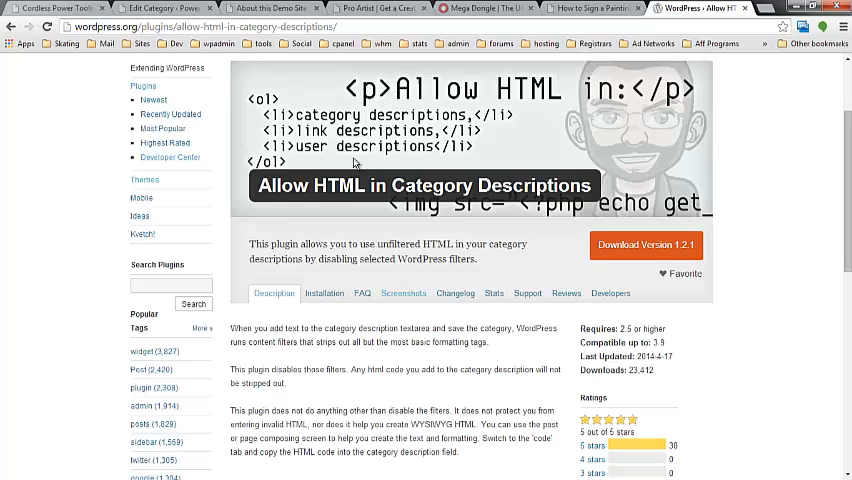 Cordless Power Tools
Edit Category ‹ Power
About this Demo Site
Pro Artist | Get a Creat
Mega Dongle | The Ul
How to Sign a Painting
WordPress › Allow HT
wordpress.org/plugins/allow-html-in-category-descriptions/
Apps Skating Mail Sites wpadmin tools Social cpanel whm stats admin forums hosting Registrars Ad Networks Aff Programs Other bookmarks
Extending WordPress
Plugins
Newest
Recently Updated
Most Popular
Highest Rated
Developer Center
Themes
Mobile
Ideas
Kvetch!
Search Plugins
Search
Popular
Tags More »
widget (3,827)
Post (2,420)
plugin (2,308)
admin (1,914)
posts (1,829)
sidebar (1,569)
twitter (1,305)
<p>Allow HTML in:</p>
<ol>
<li>category descriptions,</li>
<li>link descriptions,</li>
<li>user descriptions</li>
</ol>
Allow HTML in Category Descriptions
<img src="<?php echo get_
This plugin allows you to use unfiltered HTML in your category
descriptions by disabling selected WordPress filters.
Download Version 1.2.1
Favorite
Description Installation FAQ Screenshots Changelog Stats Support Reviews Developers
When you add text to the category description textarea and save the category, WordPress
runs content filters that strips out all but the most basic formatting tags.
This plugin disables those filters. Any html code you add to the category description will not
be stripped out.
This plugin does not do anything other than disable the filters. It does not protect you from
entering invalid HTML, nor does it help you create WYSIWYG HTML. You can use the post
or page composing screen to help you create the text and formatting. Switch to the 'code'
tab and copy the HTML code into the category description field.
Requires: 2.5 or higher
Compatible up to: 3.9
Last Updated: 2014-4-17
Downloads: 23,412
Ratings
5 out of 5 stars
5 stars 38
4 stars 0
3 stars 0